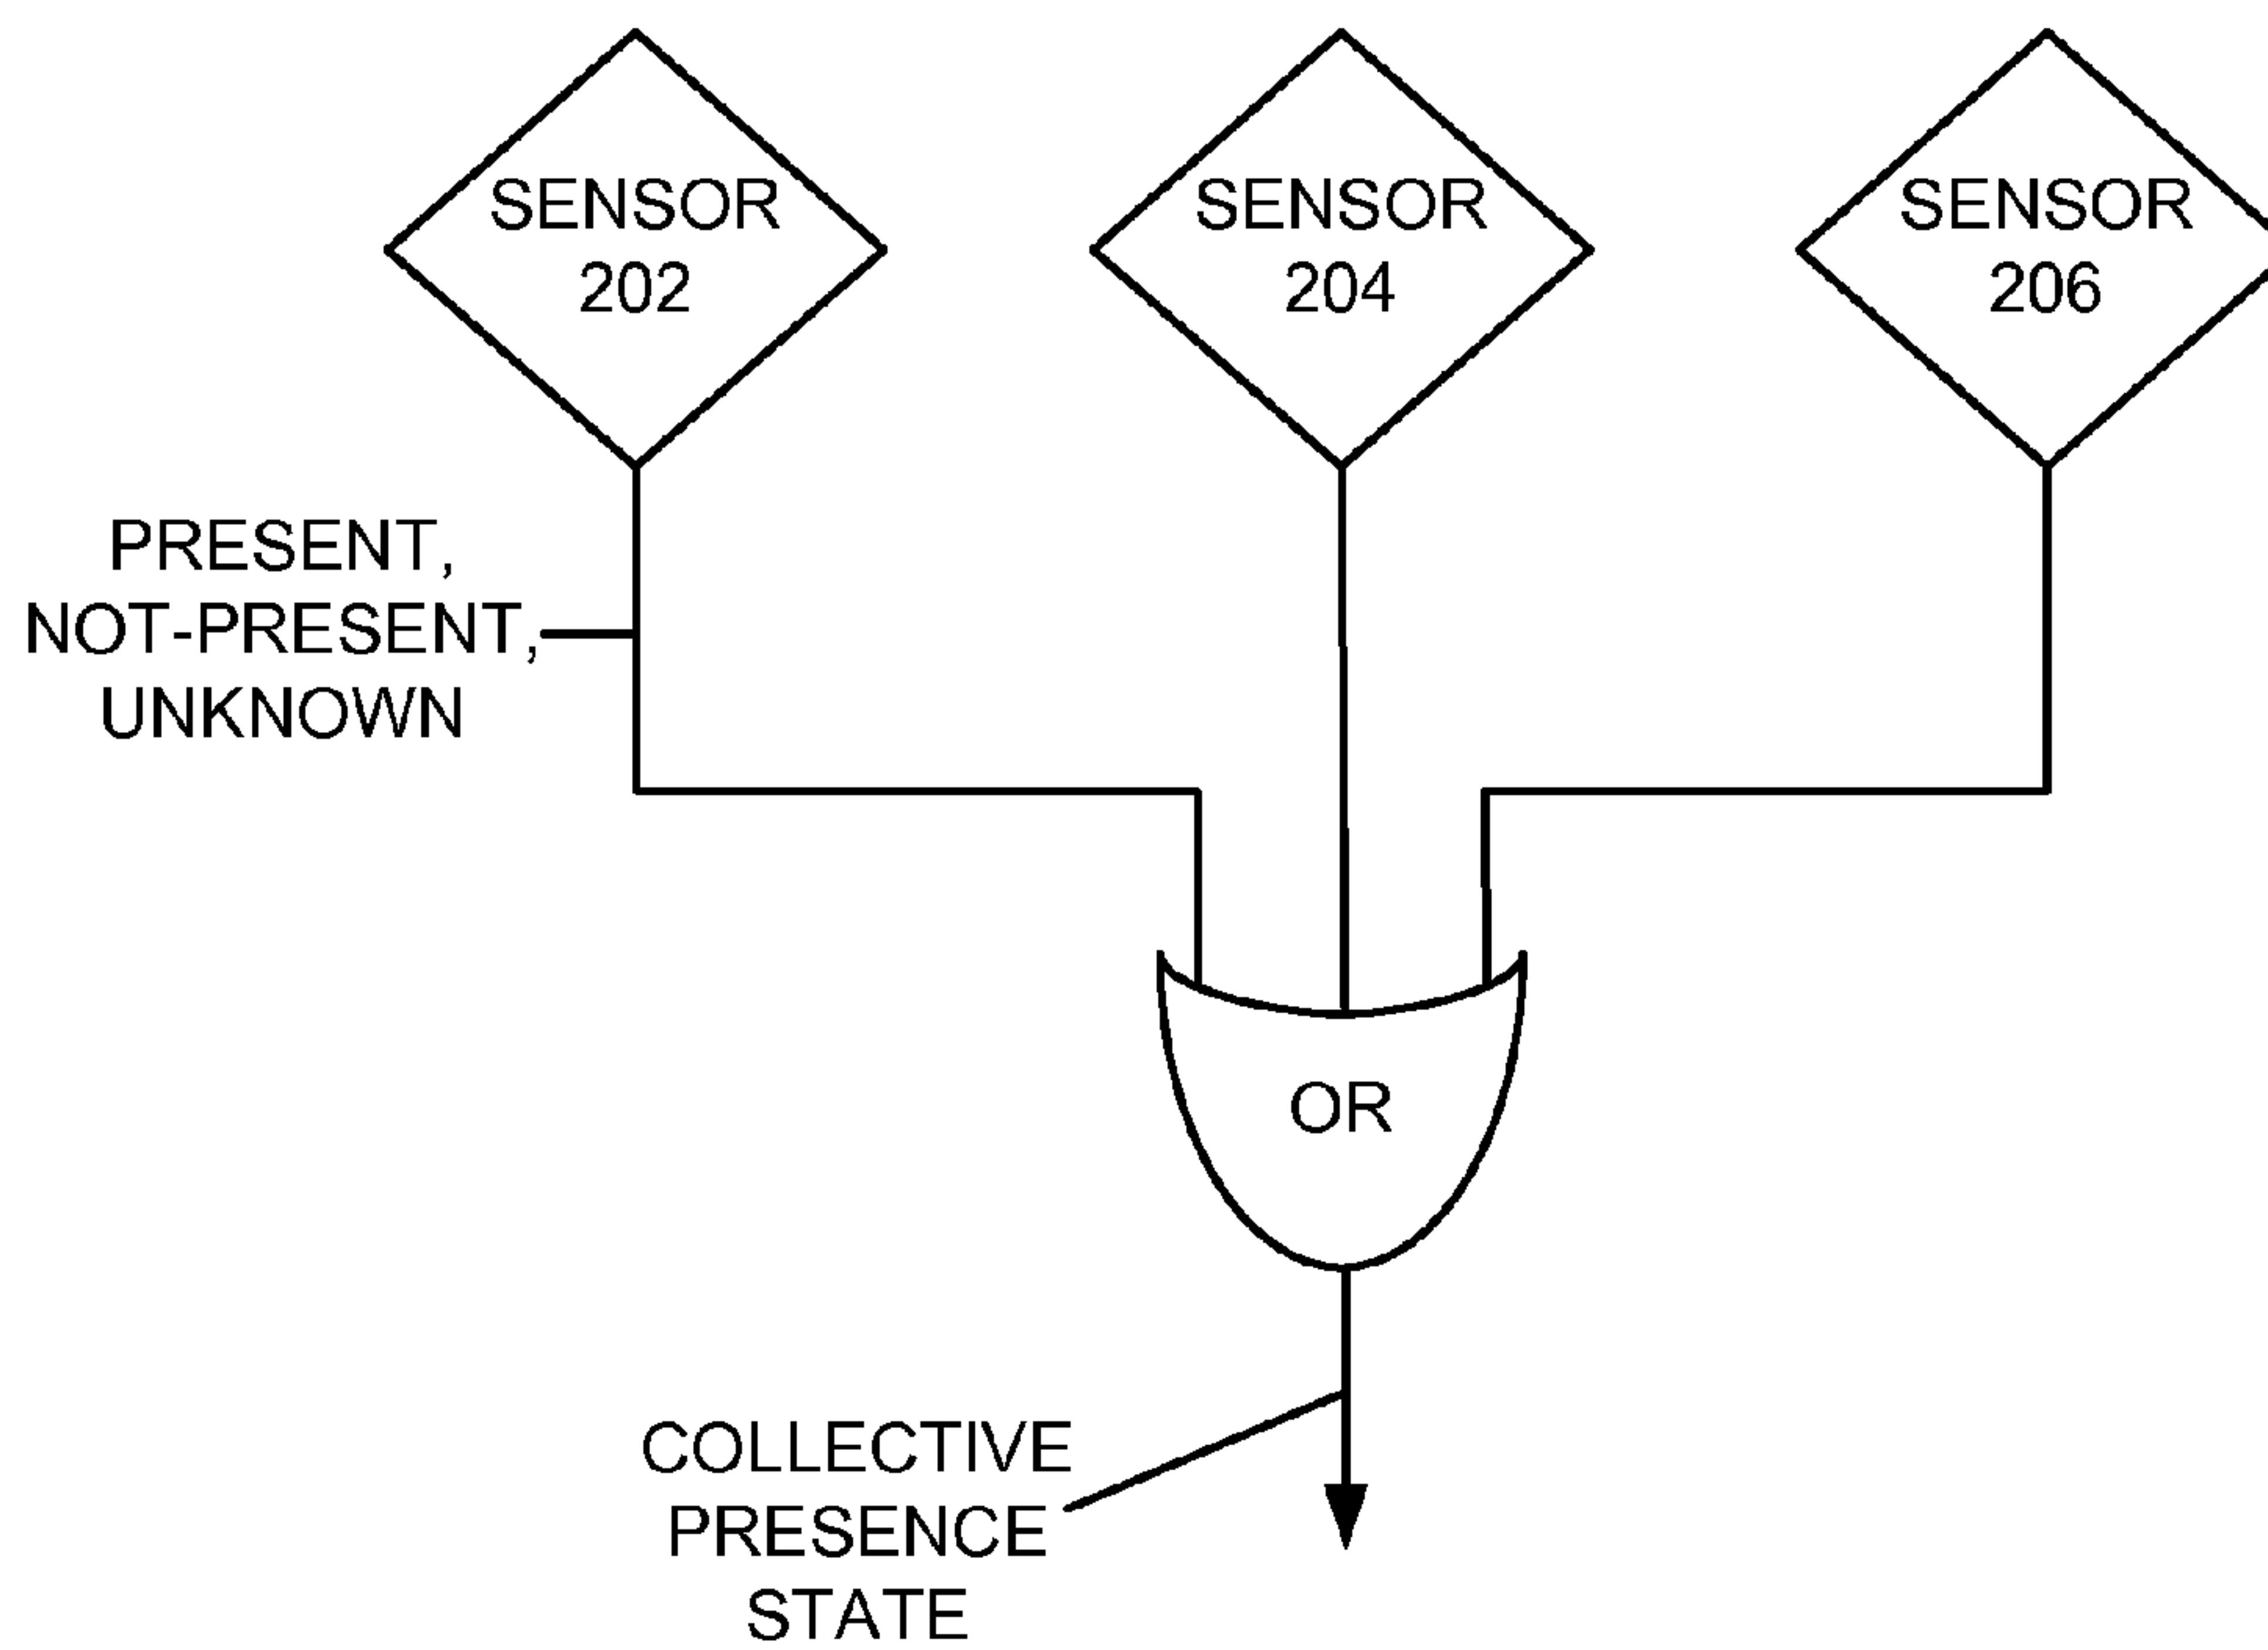 SENSOR
202
SENSOR
204
SENSOR
206
PRESENT,
NOT-PRESENT,
UNKNOWN
OR
COLLECTIVE
PRESENCE
STATE